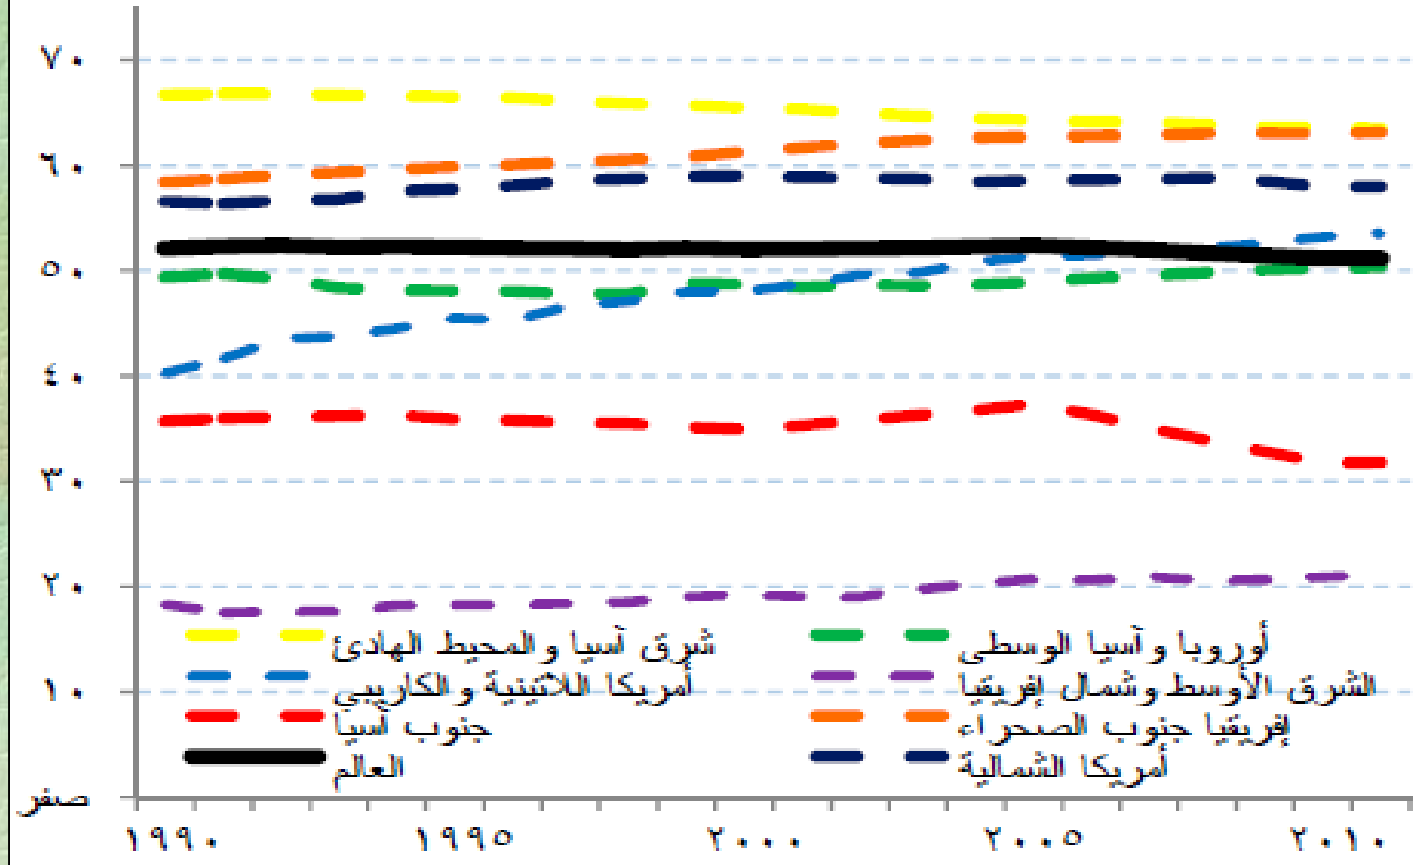 ٧٠
٦٠
٥٠
٤٠
٣٠
٢٠
١٠
صفر
شرق آسيا والمحيط الهادئ
أوروبا وآسيا الوسطى
أمريكا اللاتينية والكاريبي
الشرق الأوسط وشمال إفريقيا
جنوب آسيا
إفريقيا جنوب الصحراء
العالم
أمريكا الشمالية
١٩٩٠ ١٩٩٥ ٢٠٠٠ ٢٠٠٥ ٢٠١٠